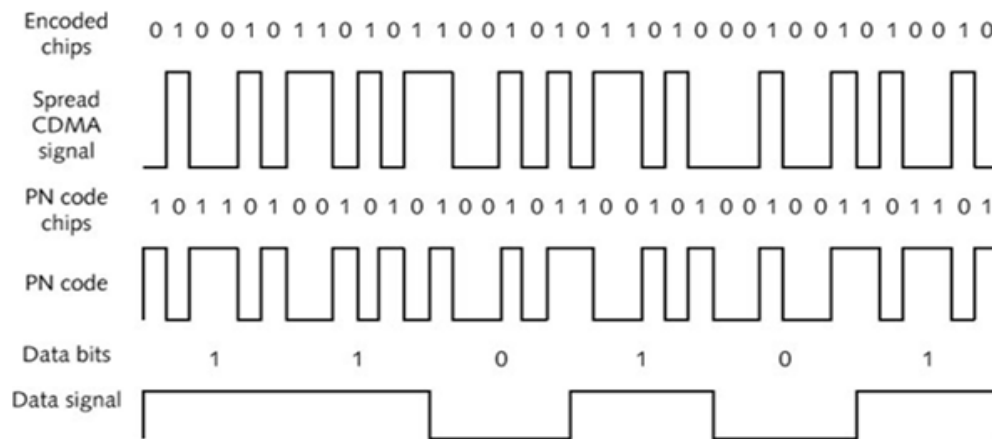 Encoded chips
0 1 0 0 1 0 1 1 0 1 0 1 1 0 0 1 0 1 0 1 1 0 1 0 0 0 1 0 0 1 0 1 0 0 1 0
Spread
CDMA
signal
PN code
chips
1 0 1 1 0 1 0 0 1 0 1 0 1 0 0 1 0 1 1 0 0 1 0 1 0 0 1 0 0 1 1 0 1 1 0 1
PN code
Data bits
1 1 0 1 0 1
Data signal